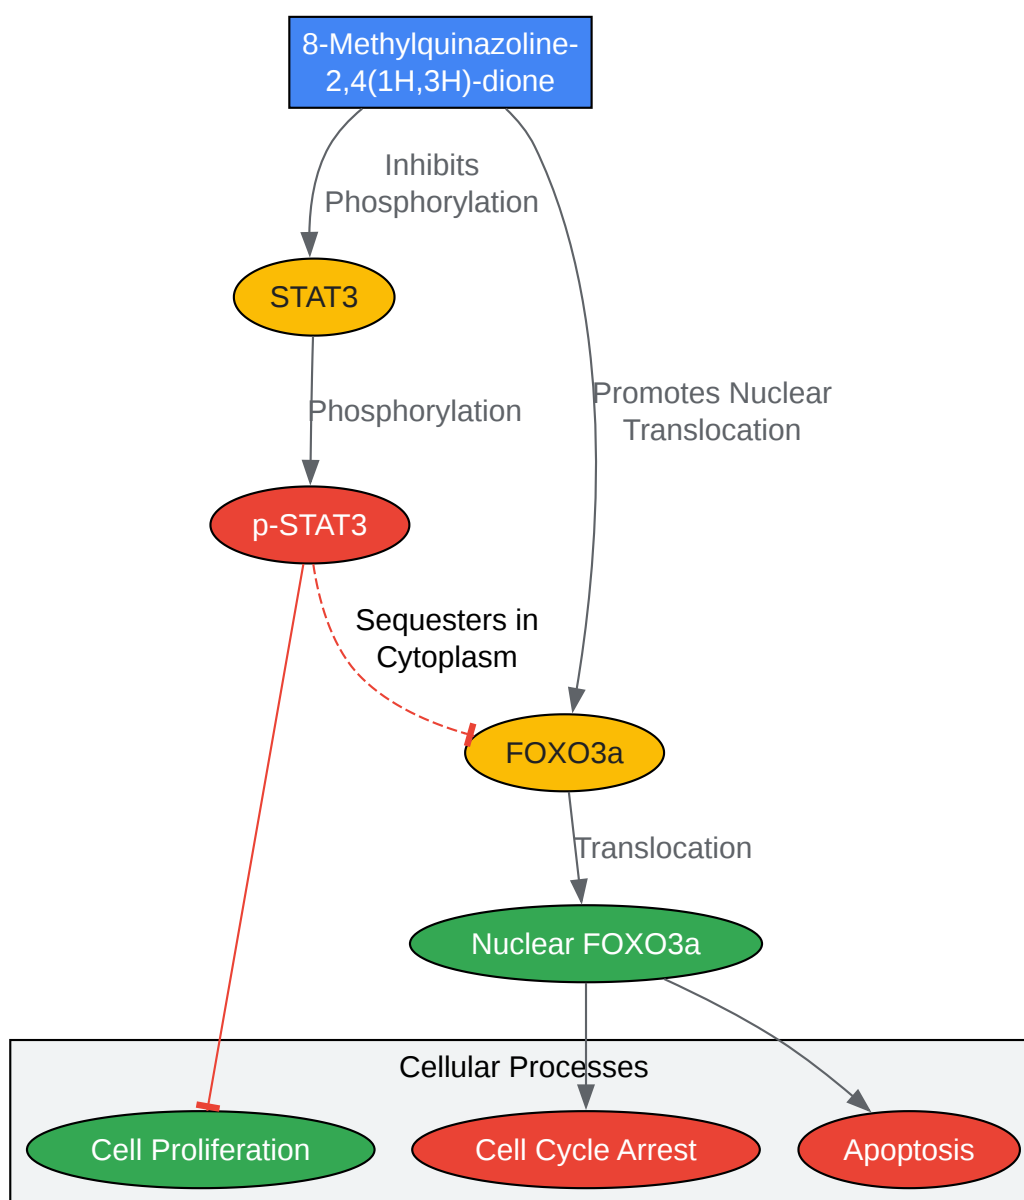 8-Methylquinazoline-
2,4(1H,3H)-dione
Inhibits
Phosphorylation
STAT3
Phosphorylation
Promotes Nuclear
Translocation
p-STAT3
Sequesters in
Cytoplasm
FOXO3a
Translocation
Nuclear FOXO3a
Cellular Processes
Cell Proliferation
Cell Cycle Arrest
Apoptosis